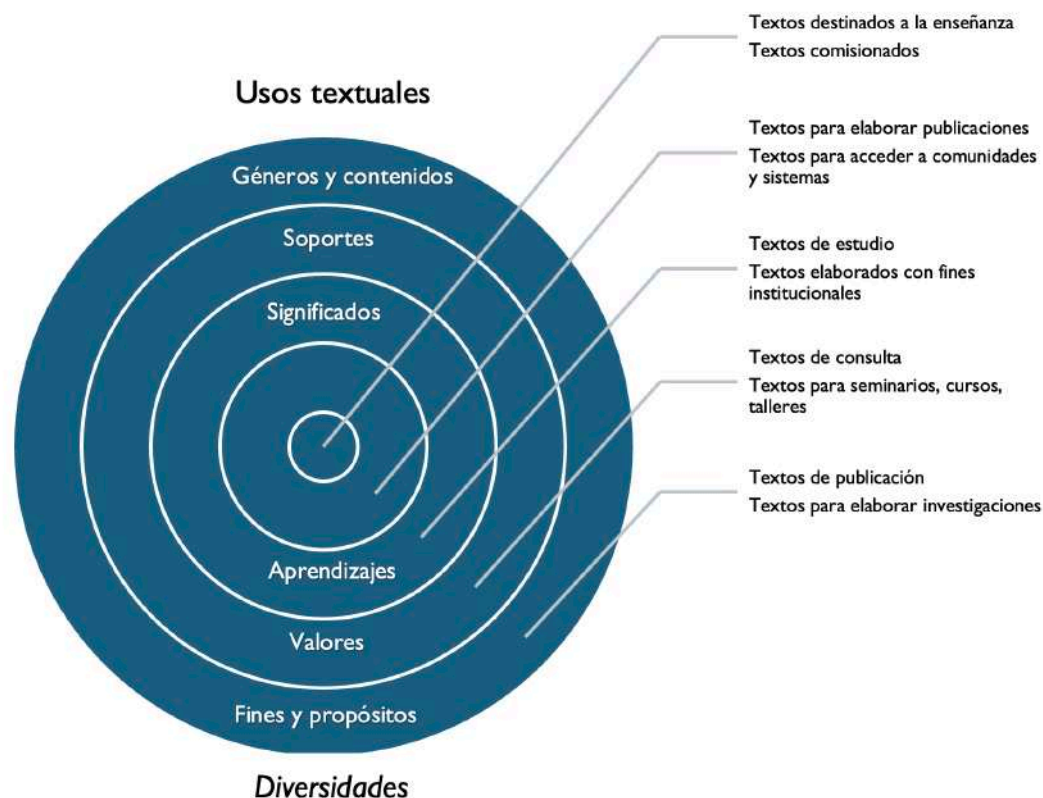 Usos textuales
Géneros y contenidos
Soportes
Significados
Aprendizajes
Valores
Fines y propósitos
Diversidades
Textos destinados a la enseñanza
Textos comisionados
Textos para elaborar publicaciones
Textos para acceder a comunidades
y sistemas
Textos de estudio
Textos elaborados con fines
institucionales
Textos de consulta
Textos para seminarios, cursos,
talleres
Textos de publicación
Textos para elaborar investigaciones